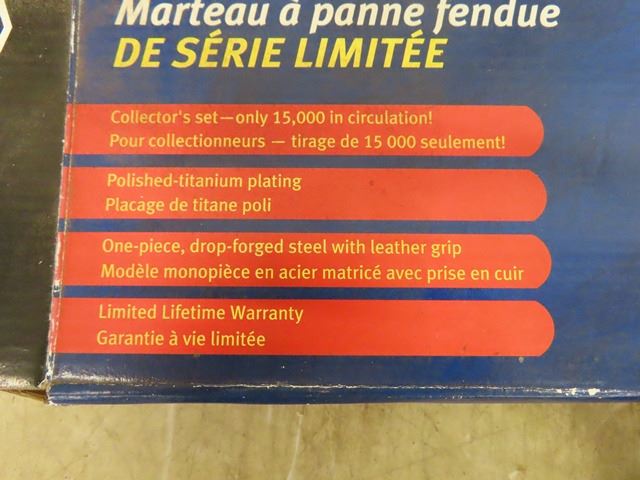 Marteau à panne fendue
DE SÉRIE LIMITÉE
Collector's set—only 15,000 in circulation!
Pour collectionneurs — tirage de 15 000 seulement!
Polished-titanium plating
Placage de titane poli
One-piece, drop-forged steel with leather grip
Modèle monopièce en acier matricé avec prise en cuir
Limited Lifetime Warranty
Garantie à vie limitée